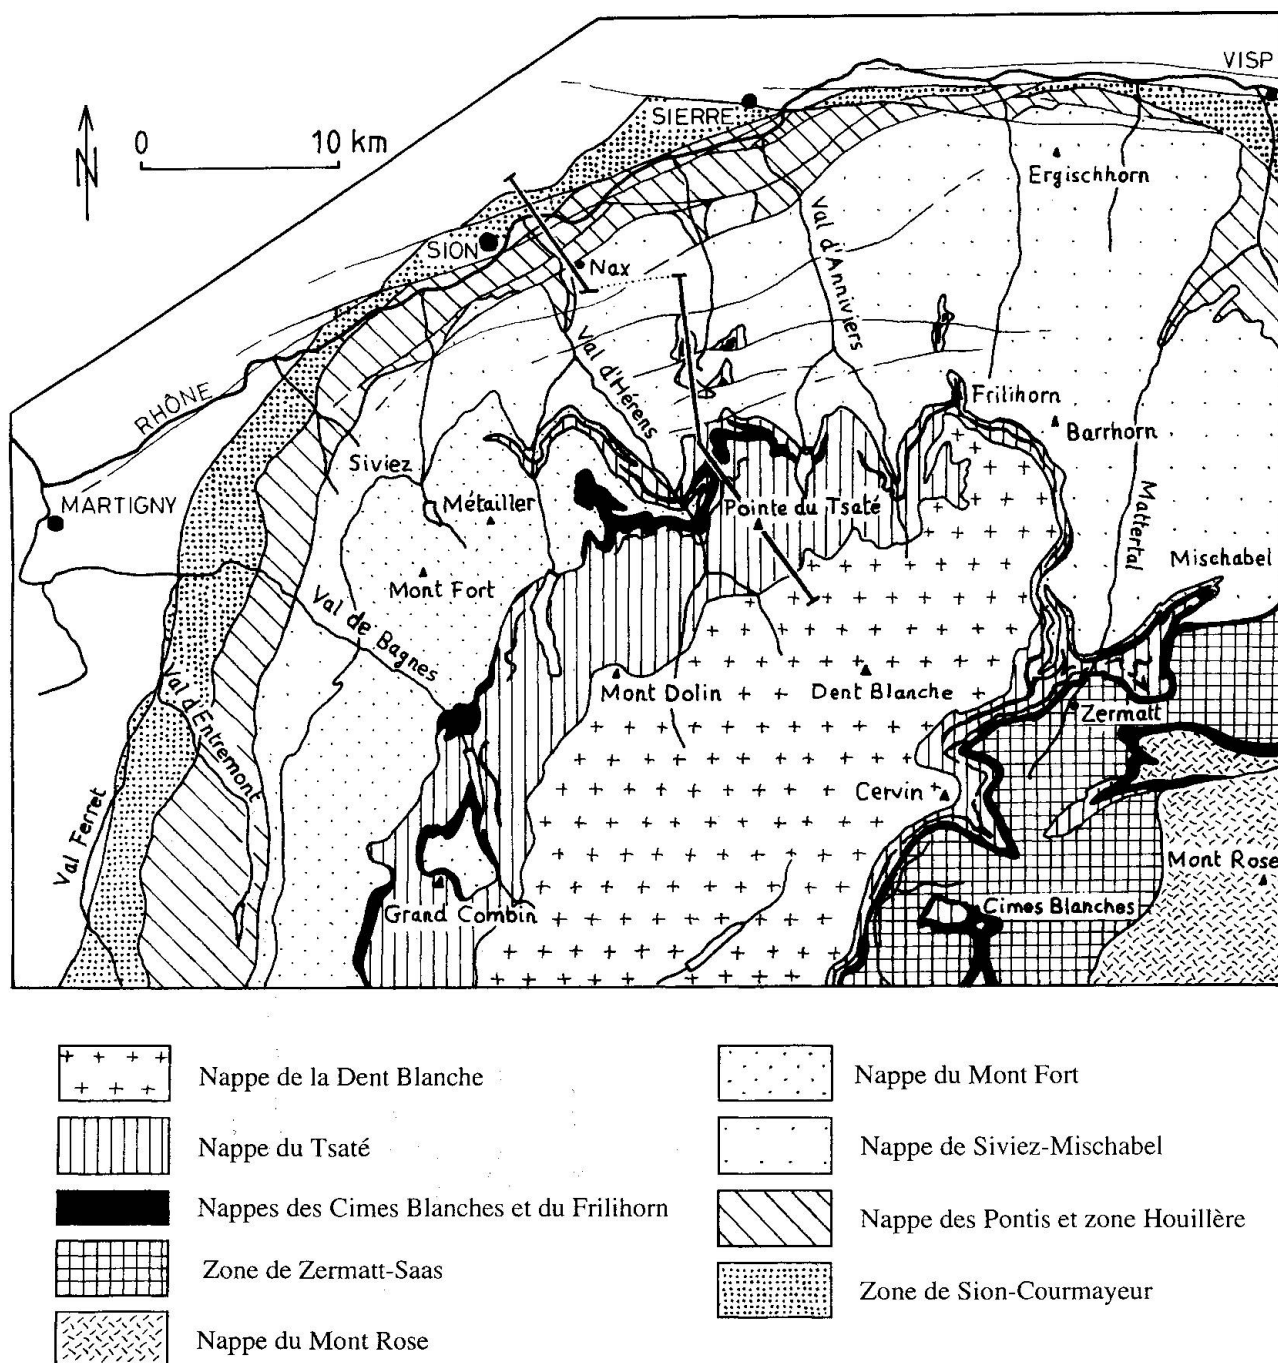 VISP
SIERRE
N
0 10 km
Ergischhorn
Val d'Anniviers
SION
Nax
Val d'Hérens
RHÔNE
Frilihorn
Barrhorn
Siviez
MARTIGNY
Métailler
Pointe du Tsaté
Mattertal
Mischabel
Mont Fort
Val de Bagnes
Mont Dolin
Dent Blanche
Zermatt
Val d'Entremont
Cervin
Val Ferret
Mont Rose
Grand Combin
Cimes Blanches
Nappe de la Dent Blanche
Nappe du Tsaté
Nappes des Cimes Blanches et du Frilihorn
Zone de Zermatt-Saas
Nappe du Mont Rose
Nappe du Mont Fort
Nappe de Siviez-Mischabel
Nappe des Pontis et zone Houillère
Zone de Sion-Courmayeur